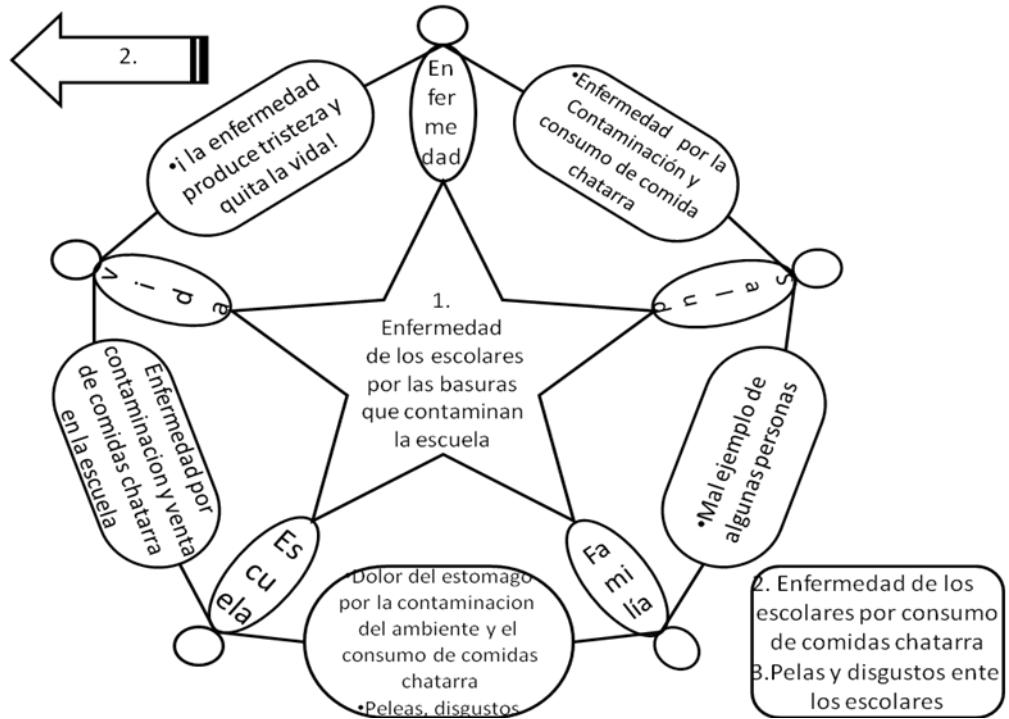 2.
En
fer
me
dad
•¡ la enfermedad
produce tristeza y
quita la vida!
•Enfermedad por la
Contaminación y
consumo de comida
chatarra
vida
salud
1.
Enfermedad
de los escolares
por las basuras
que contaminan
la escuela
Enfermedad por
contaminacion y venta
de comidas chatarra
en la escuela
•Mal ejemplo de
algunas personas
Es
cu
ela
Fa
mi
lía
•Dolor del estomago
por la contaminacion
del ambiente y el
consumo de comidas
chatarra
•Peleas, disgustos
2. Enfermedad de los
escolares por consumo
de comidas chatarra
3.Pelas y disgustos ente
los escolares